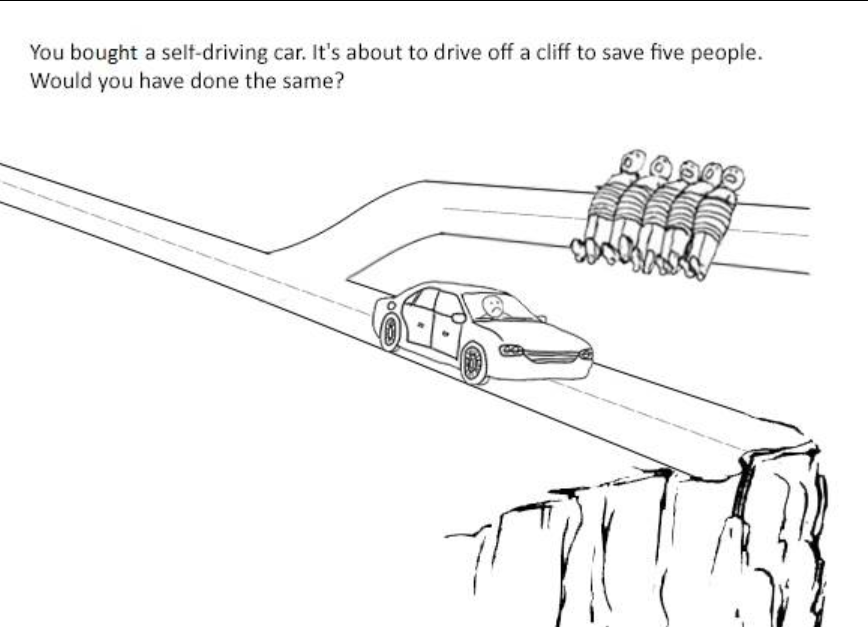 You bought a self-driving car. It's about to drive off a cliff to save five people.
Would you have done the same?